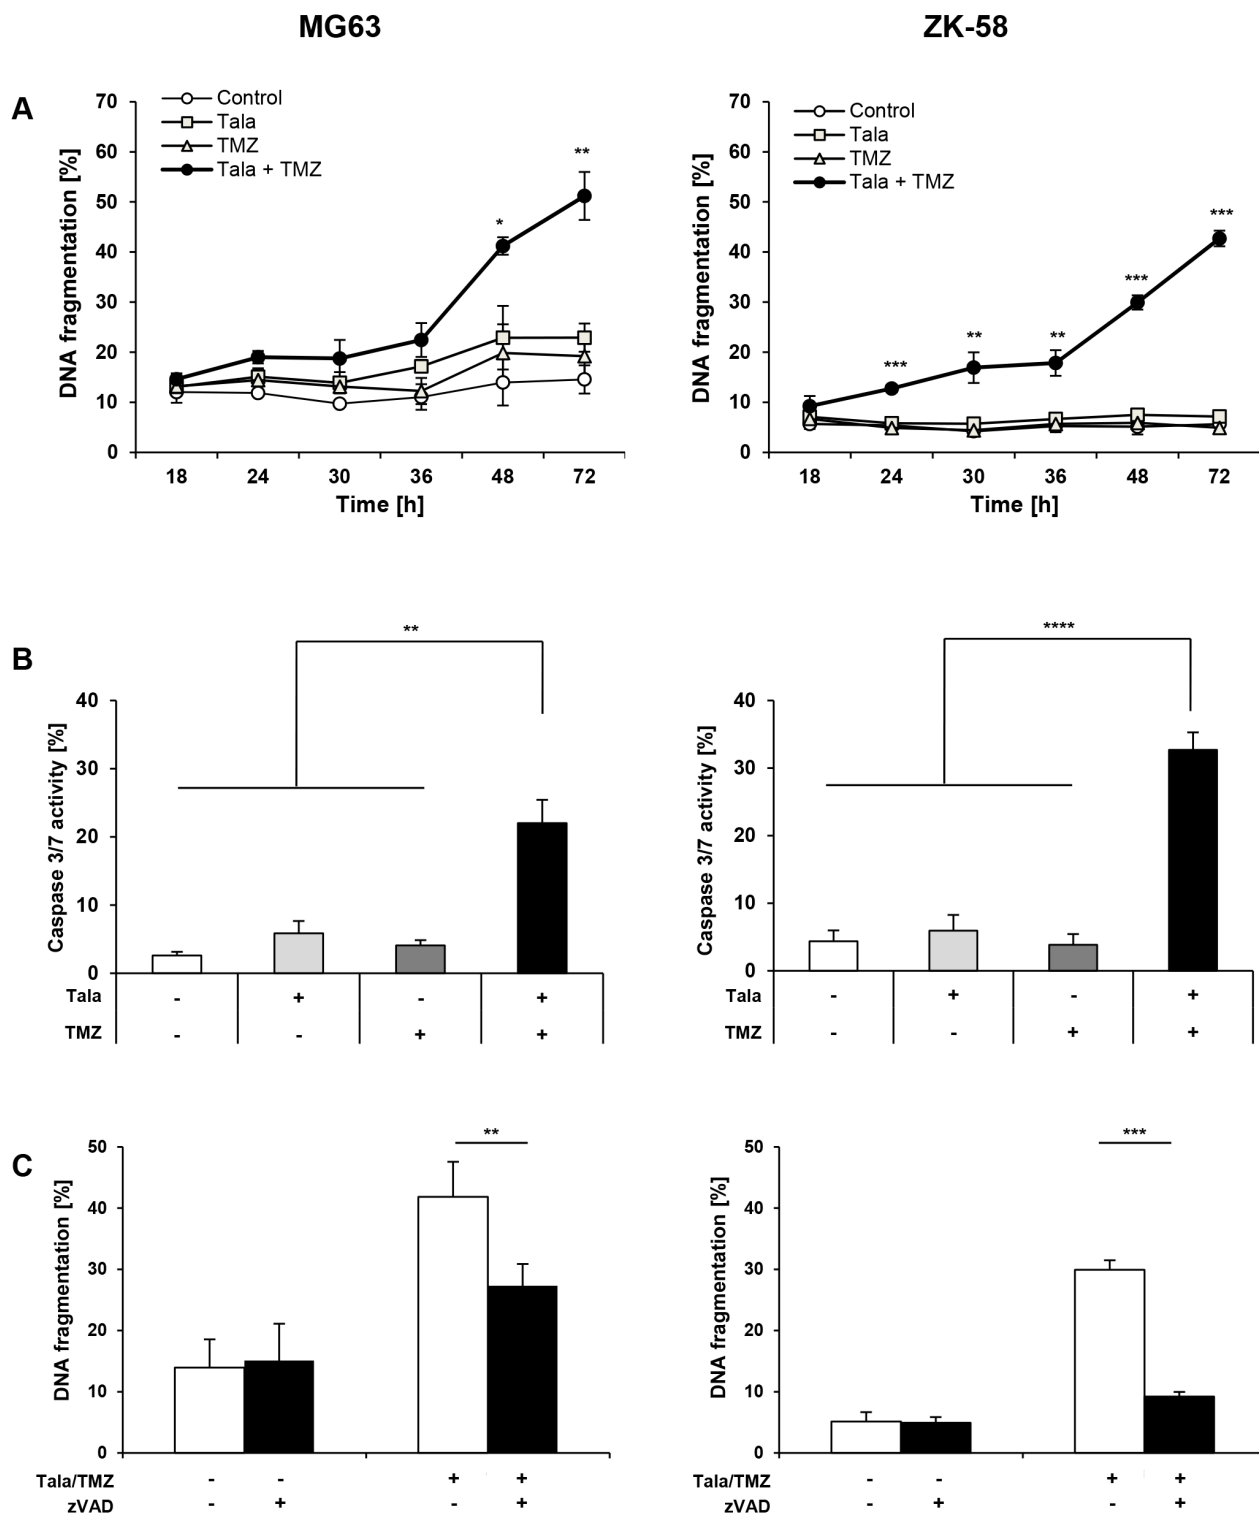 MG63
ZK-58
A
DNA fragmentation [%]
70
60
50
40
30
20
10
0
Control
Tala
TMZ
Tala + TMZ
*
**
18 24 30 36 48 72
Time [h]
DNA fragmentation [%]
70
60
50
40
30
20
10
0
Control
Tala
TMZ
Tala + TMZ
***
**
**
***
***
18 24 30 36 48 72
Time [h]
B
Caspase 3/7 activity [%]
40
30
20
10
0
**
Tala - + - +
TMZ - - + +
Caspase 3/7 activity [%]
40
30
20
10
0
****
Tala - + - +
TMZ - - + +
C
DNA fragmentation [%]
50
40
30
20
10
0
**
Tala/TMZ - - + +
zVAD - + - +
DNA fragmentation [%]
50
40
30
20
10
0
***
Tala/TMZ - - + +
zVAD - + - +